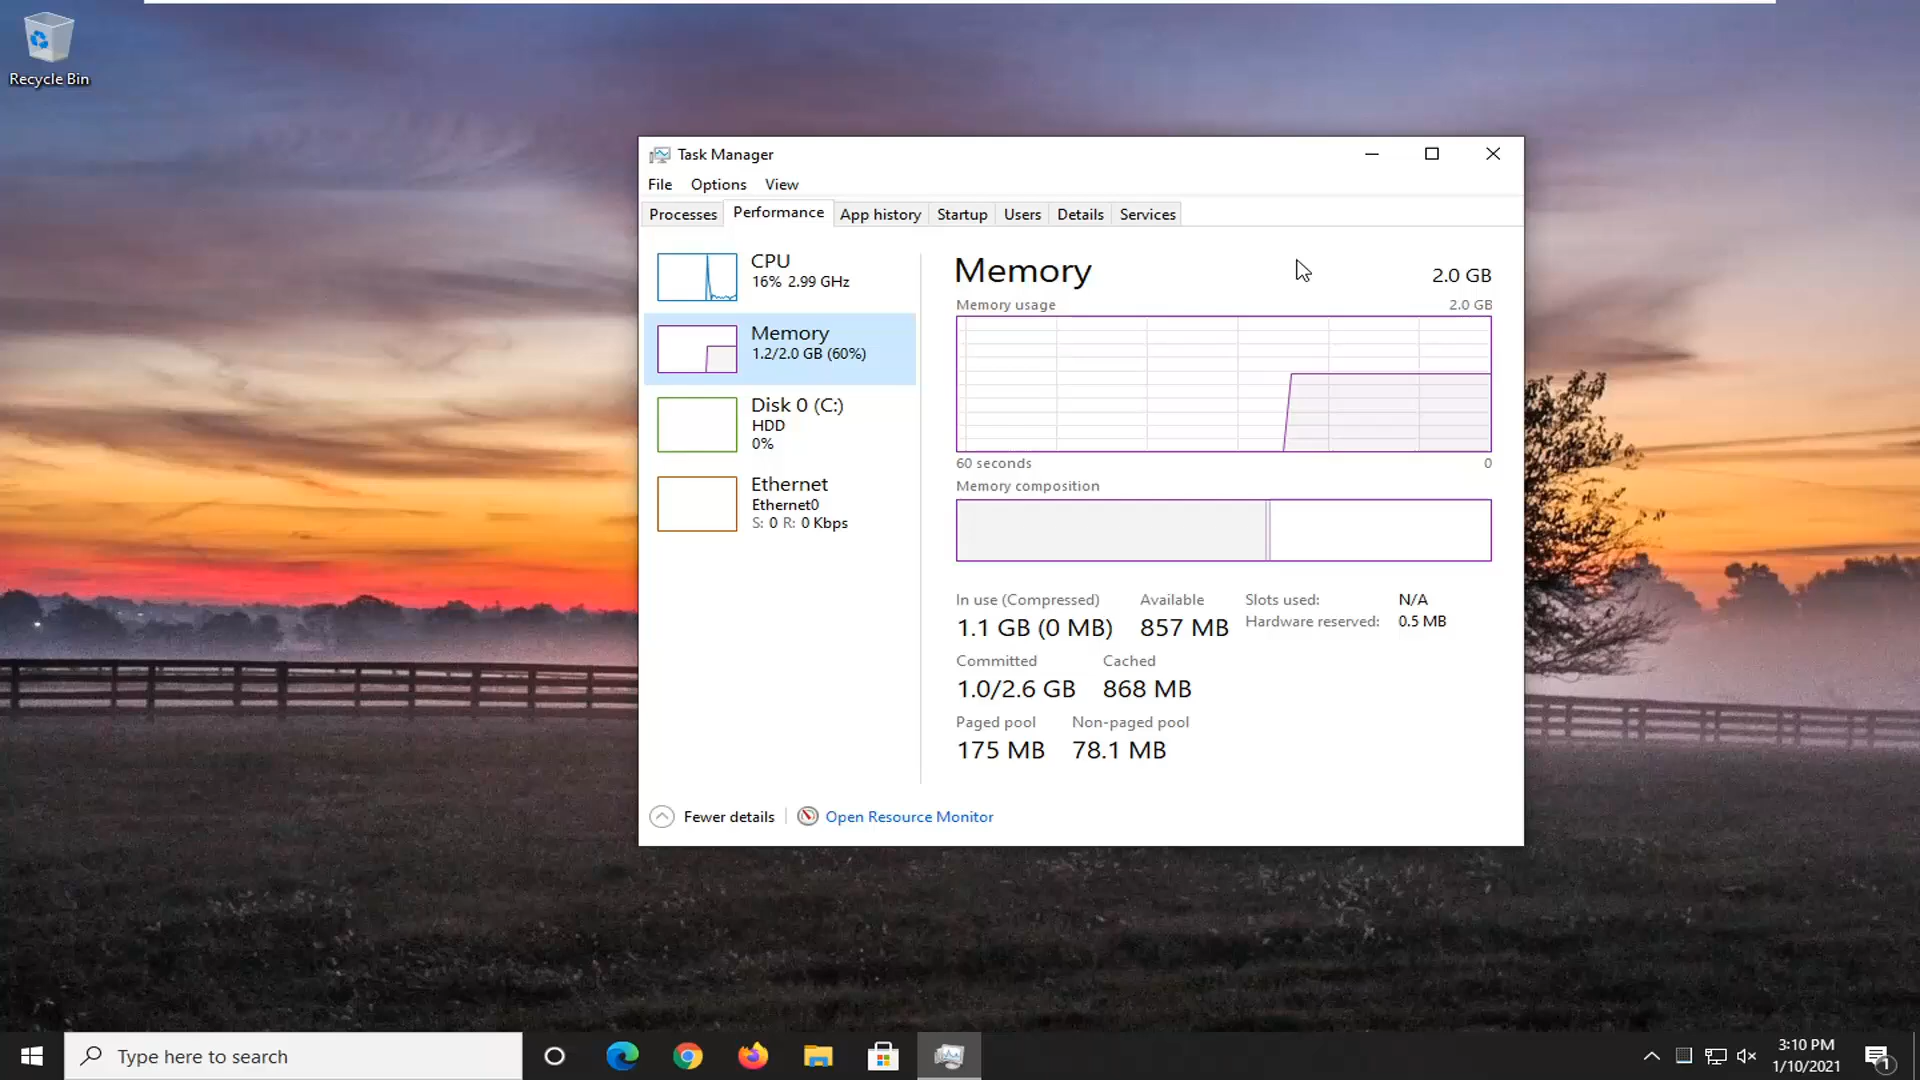 Recycle Bin
Task Manager
File Options View
Processes Performance App history Startup Users Details Services
CPU
16% 2.99 GHz
Memory
1.2/2.0 GB (60%)
Disk 0 (C:)
HDD
0%
Ethernet
Ethernet0
S: 0 R: 0 Kbps
Memory 2.0 GB
Memory usage 2.0 GB
60 seconds 0
Memory composition
In use (Compressed) Available Slots used: N/A
1.1 GB (0 MB) 857 MB Hardware reserved: 0.5 MB
Committed Cached
1.0/2.6 GB 868 MB
Paged pool Non-paged pool
175 MB 78.1 MB
Fewer details Open Resource Monitor
Type here to search
3:10 PM
1/10/2021
1